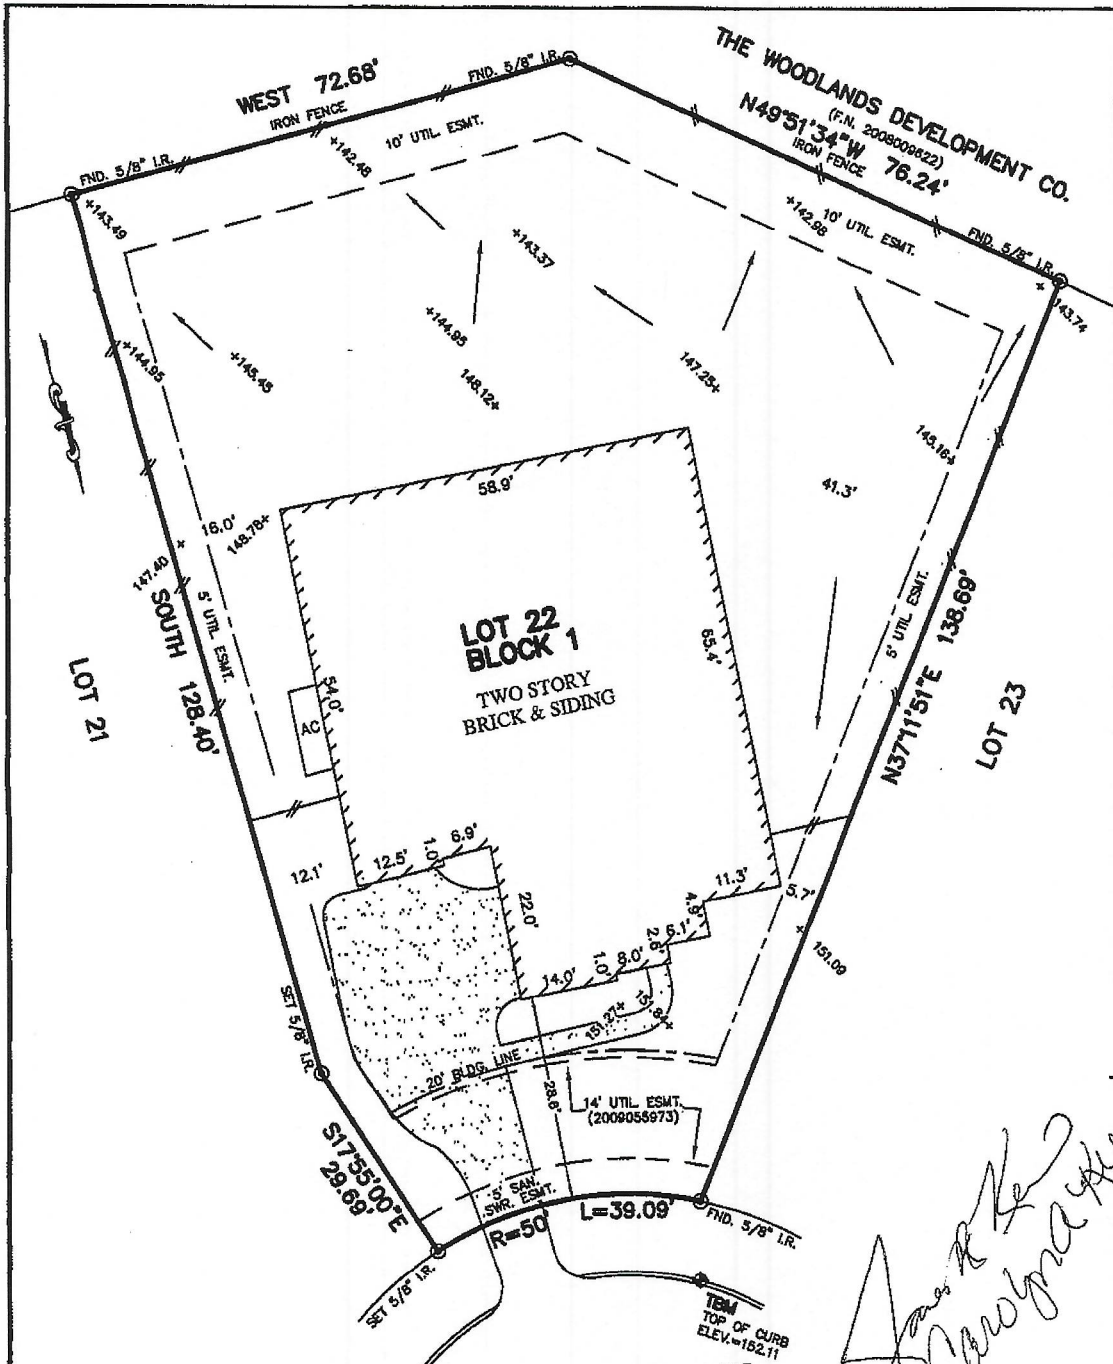 THE WOODLANDS DEVELOPMENT CO.
(F.N. 2008009622)
N49°51'34"W 76.24'
IRON FENCE
FND. 5/8" I.R.
WEST 72.68'
IRON FENCE
10' UTIL ESMT.
FND. 5/8" I.R.
+142.48
+143.49
+143.37
+142.98
10' UTIL ESMT.
FND. 5/8" I.R.
143.74
+144.95
+145.45
+144.95
148.12+
147.25+
145.16+
41.3'
58.9'
16.0'
148.78+
147.40
SOUTH 128.40'
5' UTIL ESMT.
LOT 21
LOT 22
BLOCK 1
TWO STORY
BRICK & SIDING
65.4'
54.0'
AC
5' UTIL ESMT.
N37°11'51"E 138.69'
LOT 23
12.1'
12.5'
1.0'
6.9'
22.0'
11.3'
4.9'
5.7'
6.1'
2.6'
8.0'
1.0'
14.0'
151.09
151.27+
151.84+
SET 5/8" I.R.
20' BLDG. LINE
28.6'
14' UTIL ESMT.
(2009055973)
S17°55'00"E
29.69'
5' SAN.
SWR. ESMT.
R=50'
L=39.09'
FND. 5/8" I.R.
SET 5/8" I.R.
TBM
TOP OF CURB
ELEV.=152.11
James R
Carolyn A